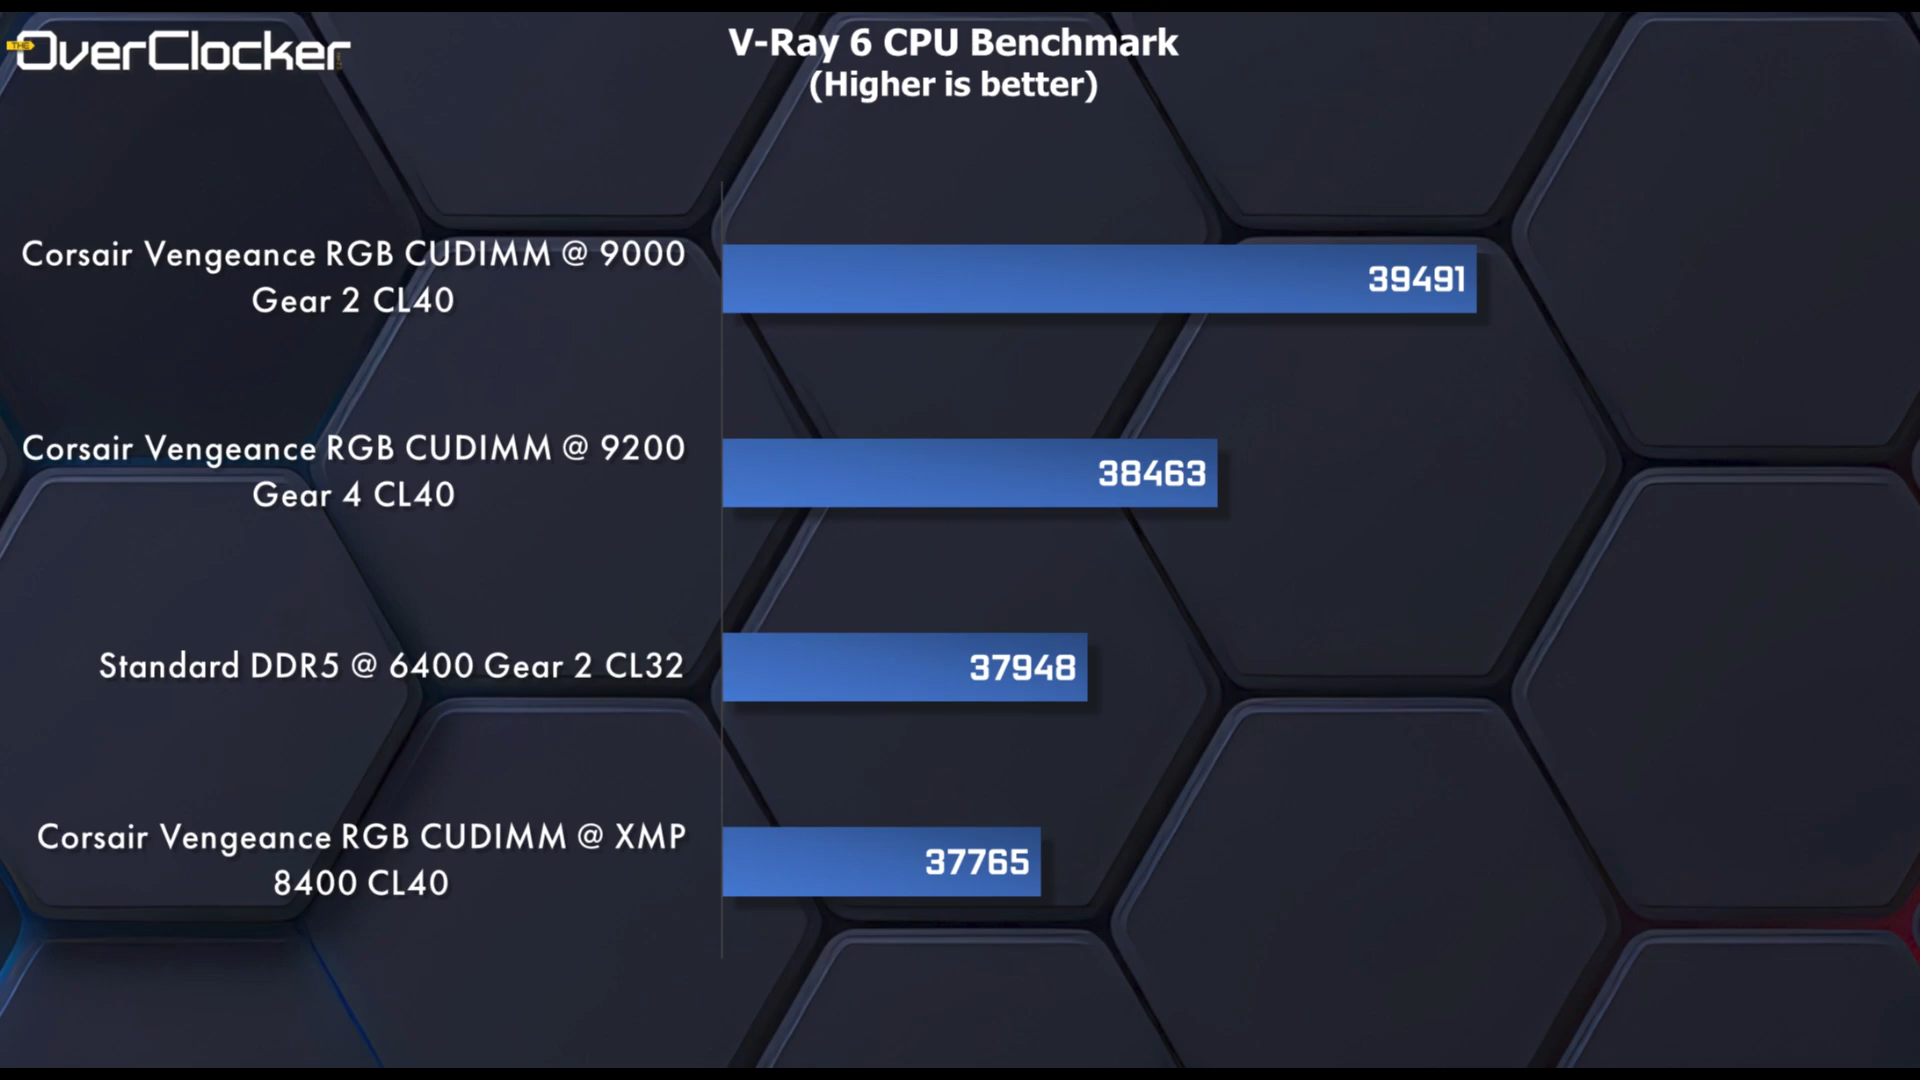 THE OverClocker
V-Ray 6 CPU Benchmark
(Higher is better)
Corsair Vengeance RGB CUDIMM @ 9000
Gear 2 CL40
39491
Corsair Vengeance RGB CUDIMM @ 9200
Gear 4 CL40
38463
Standard DDR5 @ 6400 Gear 2 CL32
37948
Corsair Vengeance RGB CUDIMM @ XMP
8400 CL40
37765